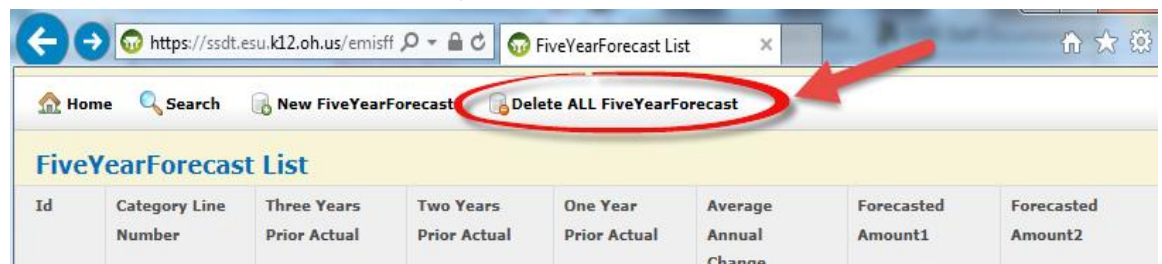 https://ssdt.esu.k12.oh.us/emisff FiveYearForecast List
Home Search New FiveYearForecast Delete ALL FiveYearForecast
FiveYearForecast List
Id Category Line Three Years Two Years One Year Average Forecasted Forecasted
Number Prior Actual Prior Actual Prior Actual Annual Amount1 Amount2
Change